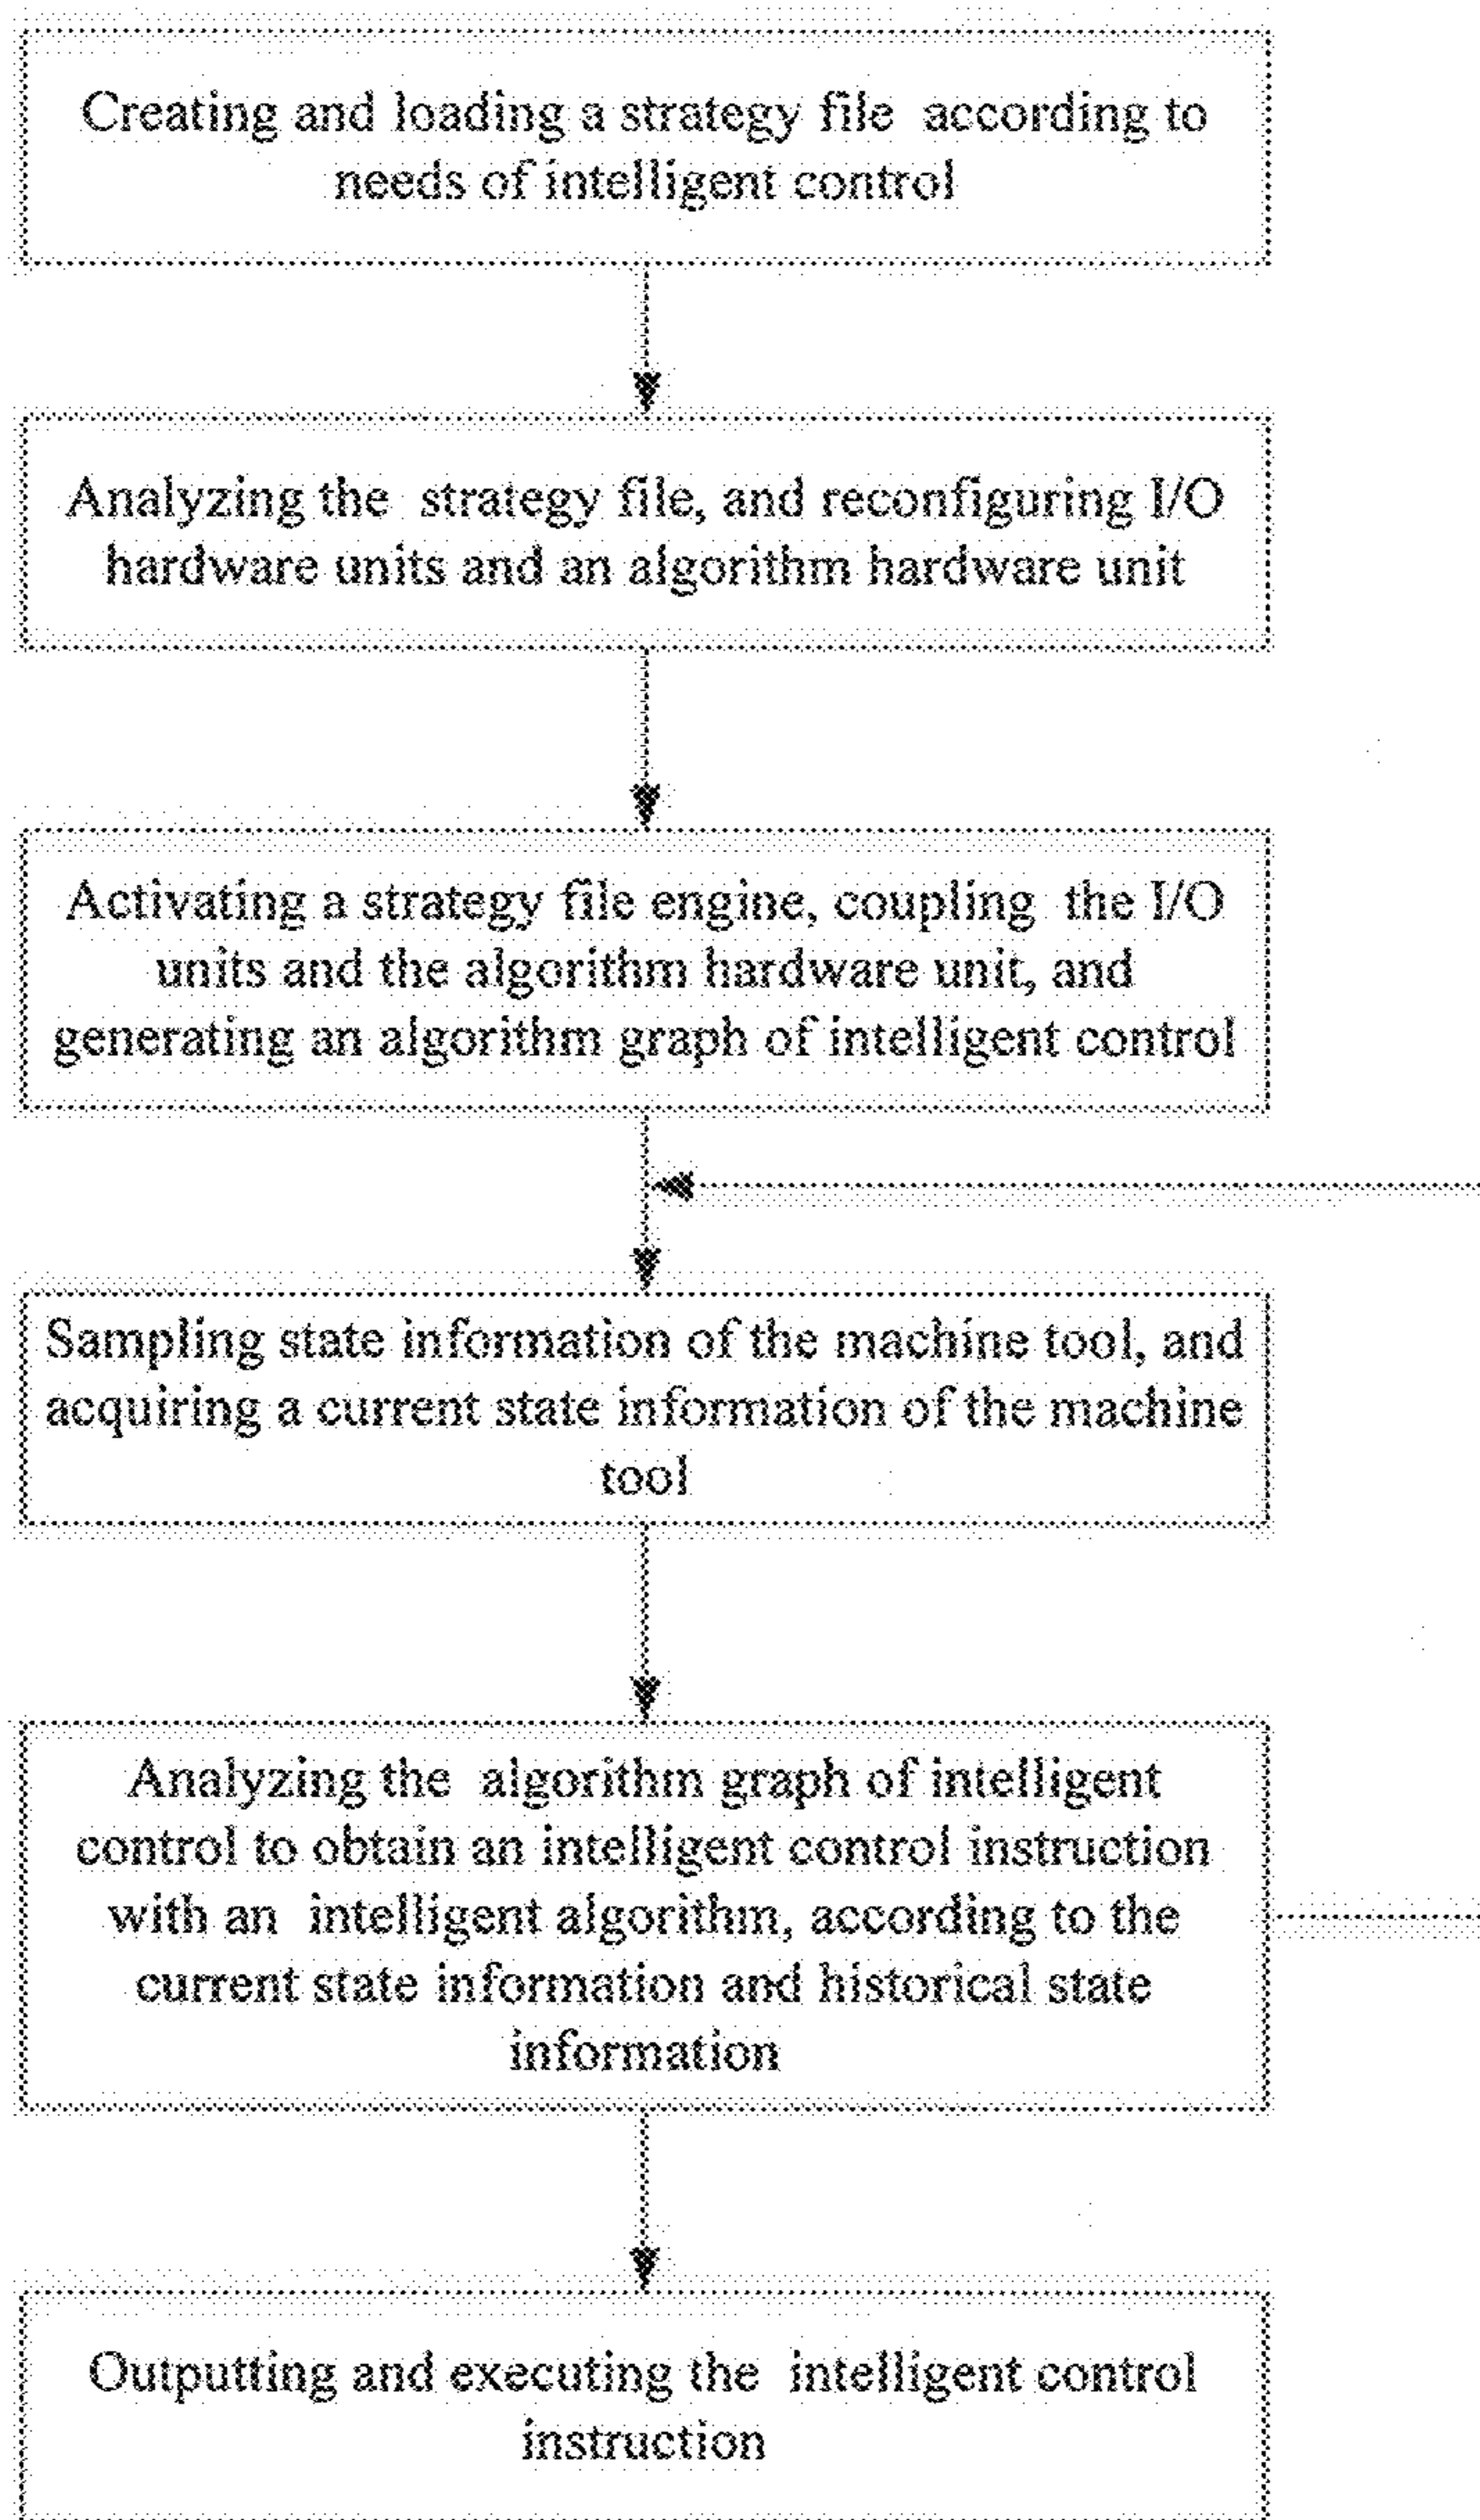 Creating and loading a strategy file according to
needs of intelligent control
Analyzing the strategy file, and reconfiguring I/O
hardware units and an algorithm hardware unit
Activating a strategy file engine, coupling the I/O
units and the algorithm hardware unit, and
generating an algorithm graph of intelligent control
Sampling state information of the machine tool, and
acquiring a current state information of the machine
tool
Analyzing the algorithm graph of intelligent
control to obtain an intelligent control instruction
with an intelligent algorithm, according to the
current state information and historical state
information
Outputting and executing the intelligent control
instruction